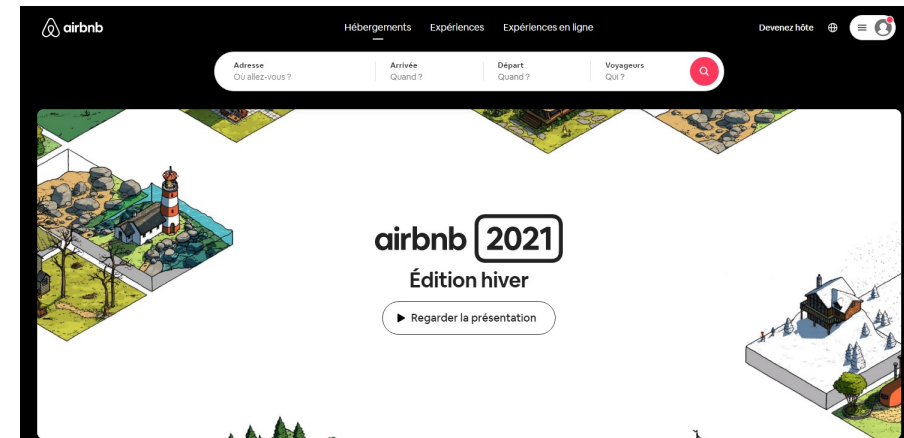 airbnb
Hébergements Expériences Expériences en ligne
Devenez hôte
Adresse Arrivée Départ Voyageurs
Où allez-vous ? Quand ? Quand ? Qui ?
airbnb 2021
Édition hiver
Regarder la présentation